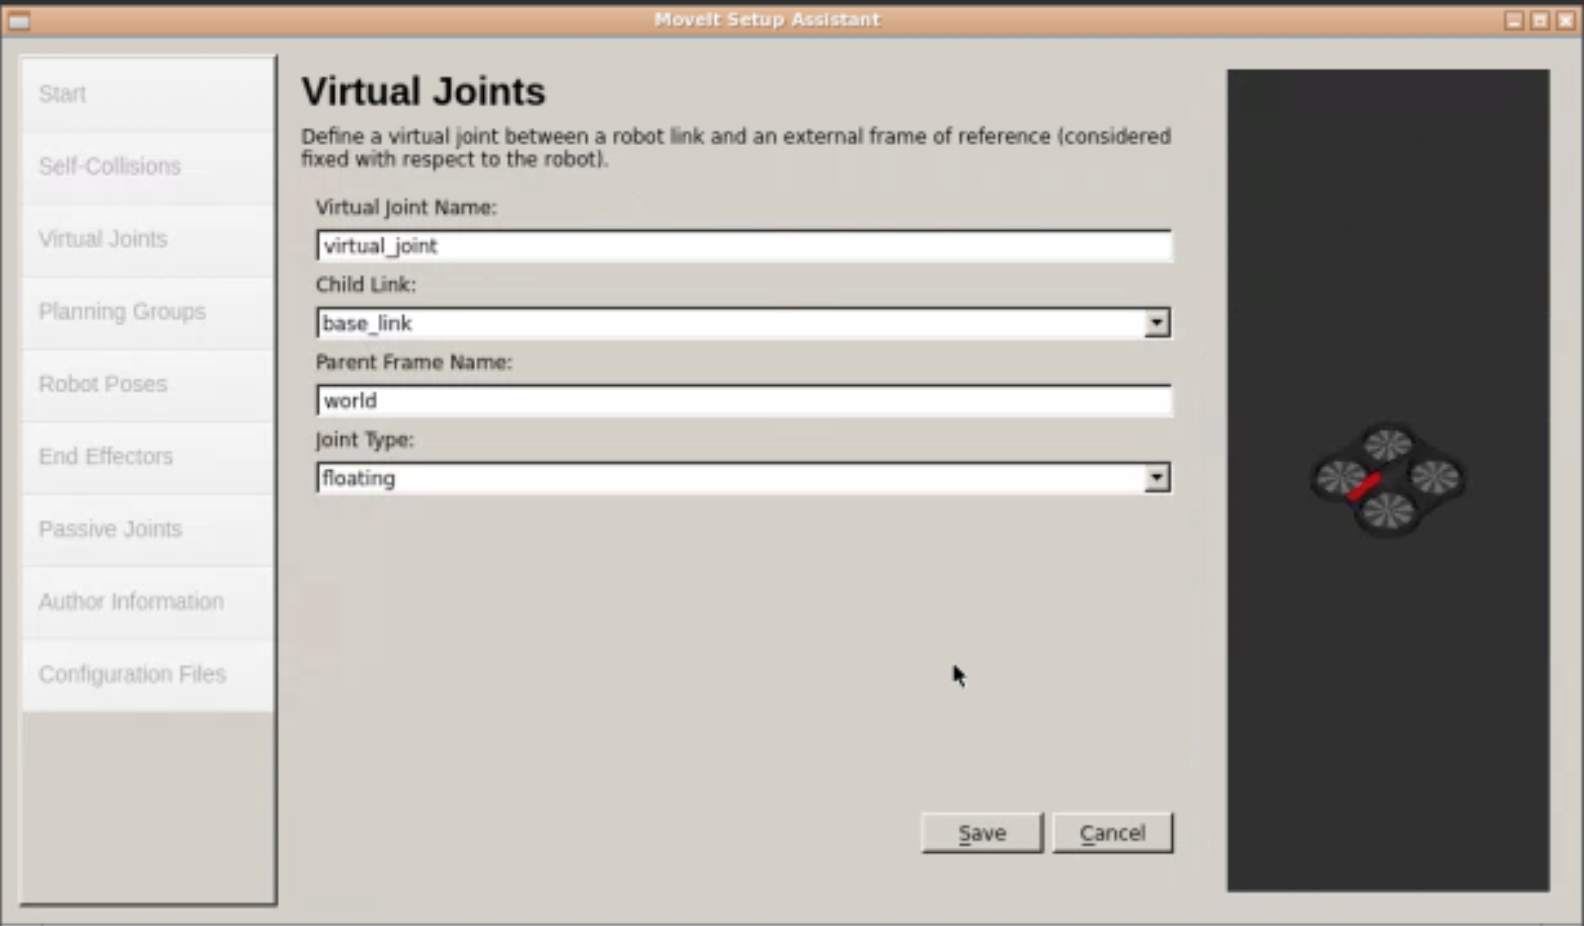 MoveIt Setup Assistant
Start
Self-Collisions
Virtual Joints
Planning Groups
Robot Poses
End Effectors
Passive Joints
Author Information
Configuration Files
Virtual Joints
Define a virtual joint between a robot link and an external frame of reference (considered
fixed with respect to the robot).
Virtual Joint Name:
virtual_joint
Child Link:
base_link
Parent Frame Name:
world
Joint Type:
floating
Save
Cancel